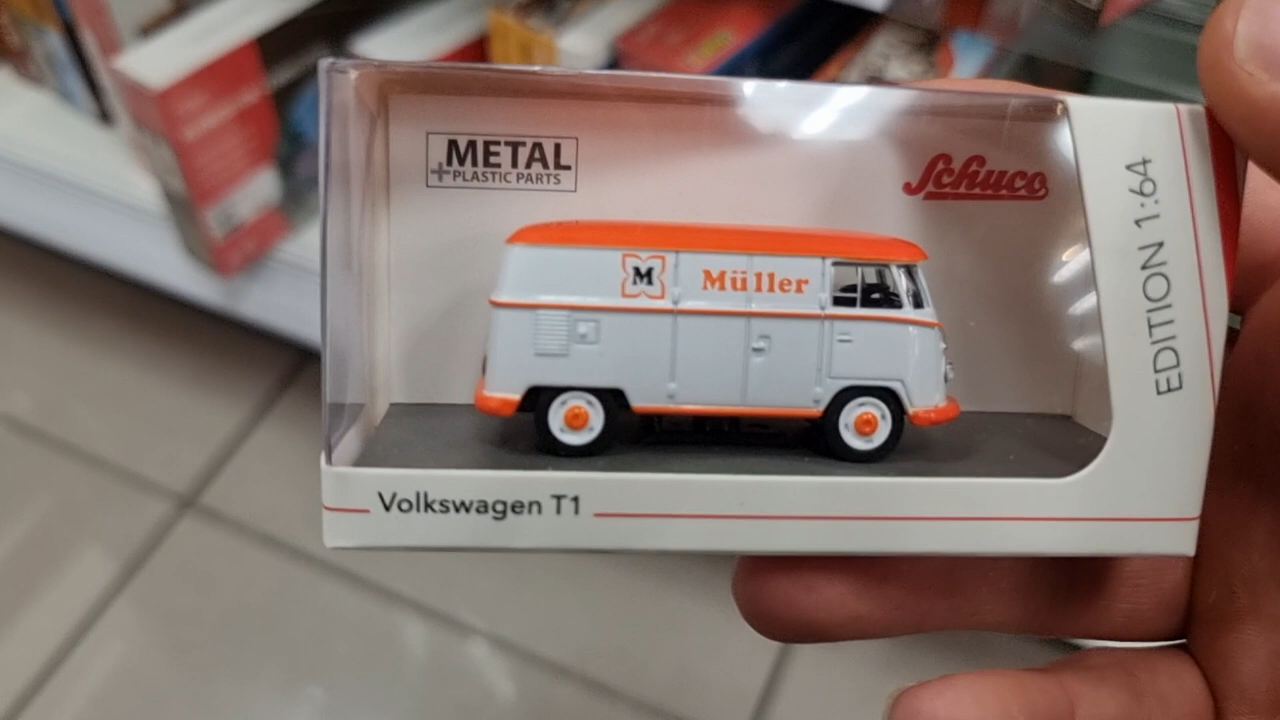 METAL
+PLASTIC PARTS
Schuco
EDITION 1:64
M
Müller
Volkswagen T1